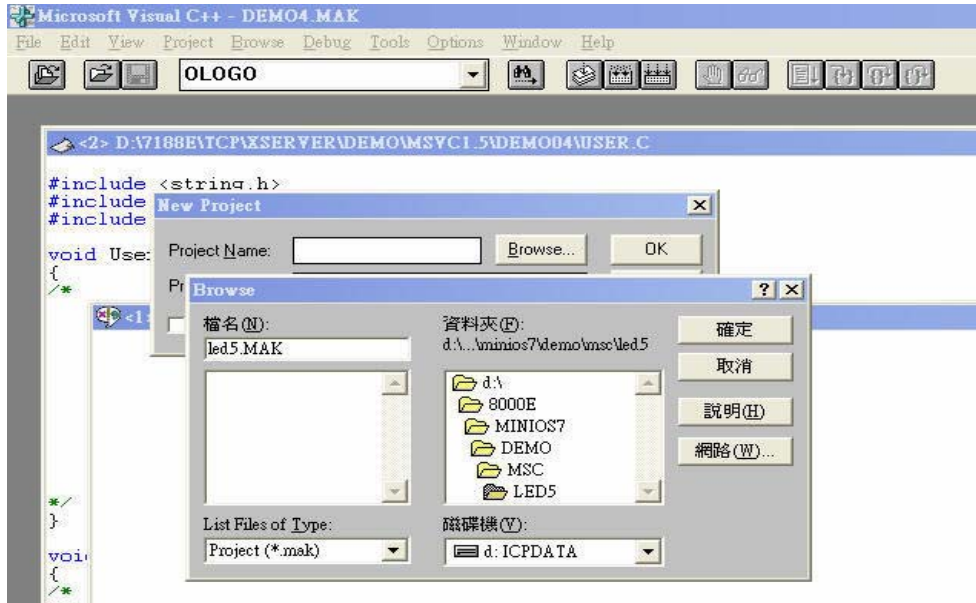 Microsoft Visual C++ - DEMO4.MAK
File Edit View Project Browse Debug Tools Options Window Help
OLOGO
<2> D:\7188E\TCP\XSERVER\DEMO\MSVC1.5\DEMO04\USER.C
#include <string.h>
#include
#include
New Project
Project Name:
Browse...
OK
void User
{
/*
Pr
Browse
<1
檔名(N):
led5.MAK
資料夾(F):
d:\...\minios7\demo\msc\led5
確定
取消
說明(H)
網路(W)...
d:\
8000E
MINIOS7
DEMO
MSC
LED5
List Files of Type:
Project (*.mak)
磁碟機(V):
d: ICPDATA
*/
}
void
{
/*